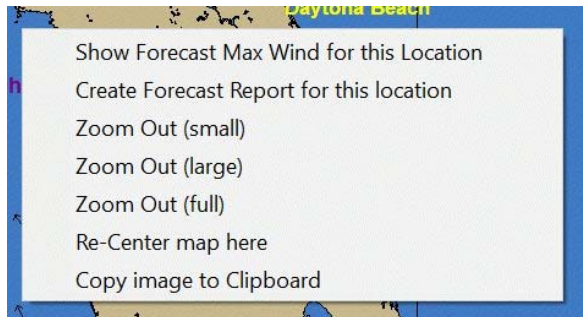 Daytona Beach
h
Show Forecast Max Wind for this Location
Create Forecast Report for this location
Zoom Out (small)
Zoom Out (large)
Zoom Out (full)
Re-Center map here
Copy image to Clipboard